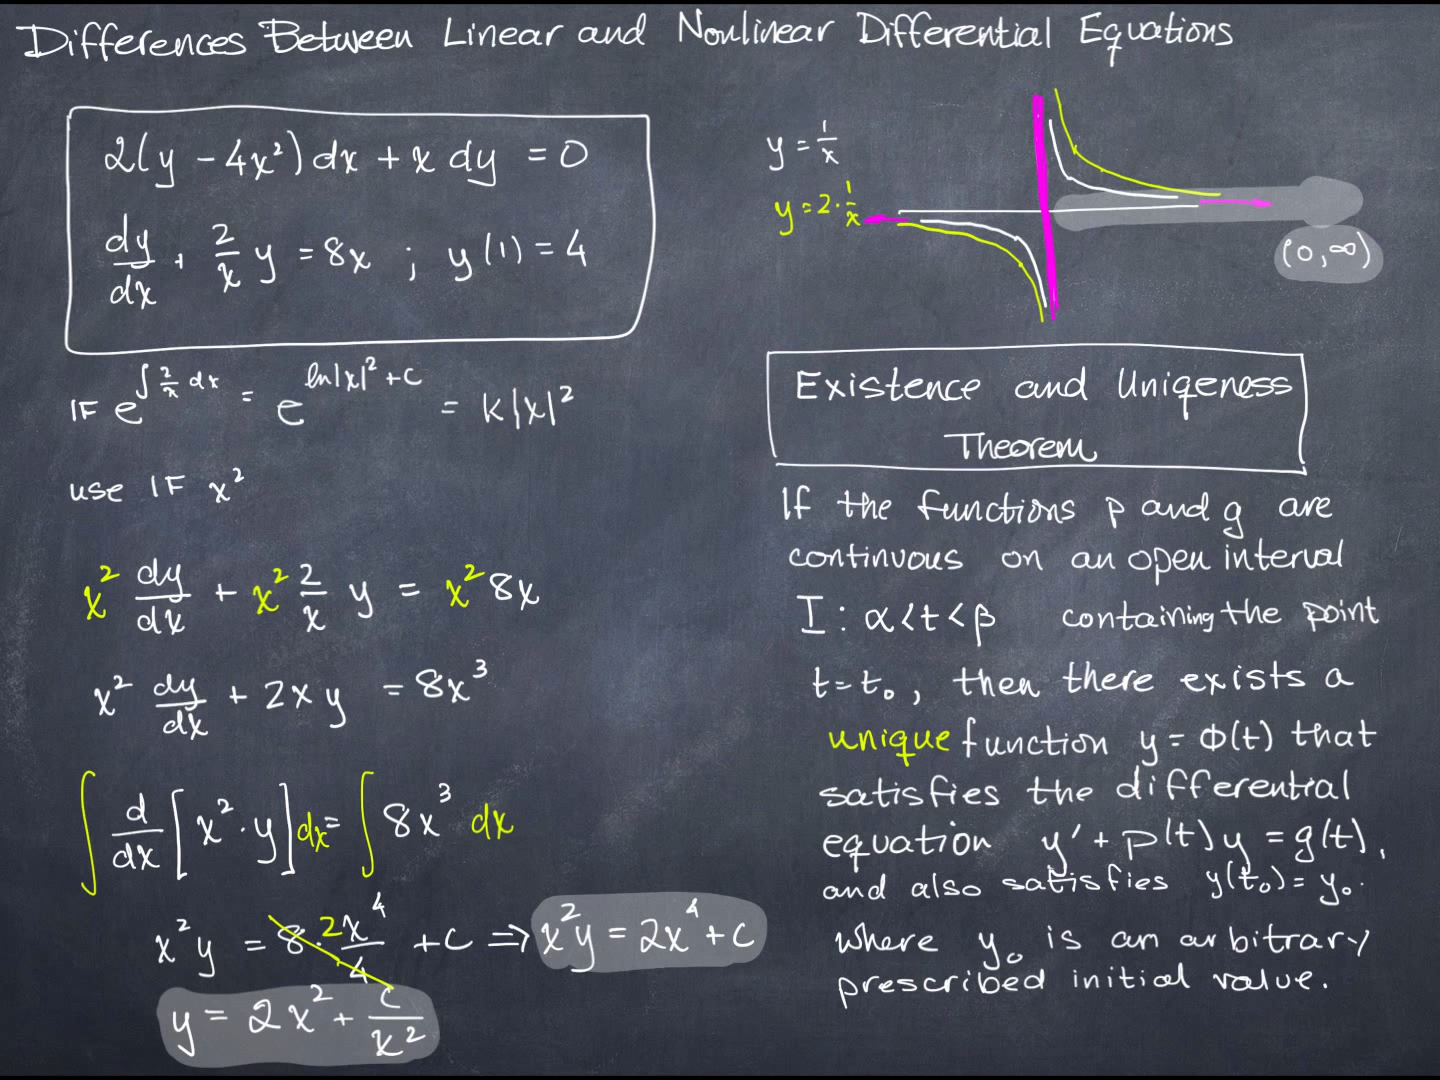 Differences Between Linear and Nonlinear Differential Equations
2(y - 4x²) dx + x dy = 0
dy/dx + 2/x y = 8x ; y(1) = 4
IF e^∫ 2/x dx = e^ln|x|² + c = k|x|²
use IF x²
x² dy/dx + x² 2/x y = x² 8x
x² dy/dx + 2xy = 8x³
∫ d/dx [x² · y] dx = ∫ 8x³ dx
x² y = 8 · 2x⁴/4 + c ⇒ x²y = 2x⁴ + c
y = 2x² + c/x²
y = 1/x
y = 2 · 1/x
(0, ∞)
Existence and Uniqeness
Theorem
If the functions p and g are
continuous on an open interval
I : α < t < β containing the point
t = t₀, then there exists a
unique function y = Φ(t) that
satisfies the differential
equation y' + p(t) y = g(t),
and also satisfies y(t₀) = y₀.
where y₀ is an arbitrary
prescribed initial value.